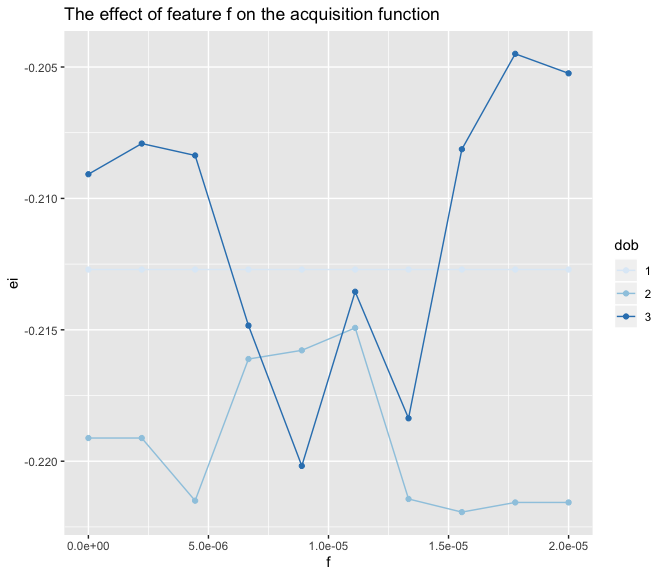 The effect of feature f on the acquisition function
-0.205
-0.210
-0.215
-0.220
ei
0.0e+00 5.0e-06 1.0e-05 1.5e-05 2.0e-05
f
dob
1
2
3